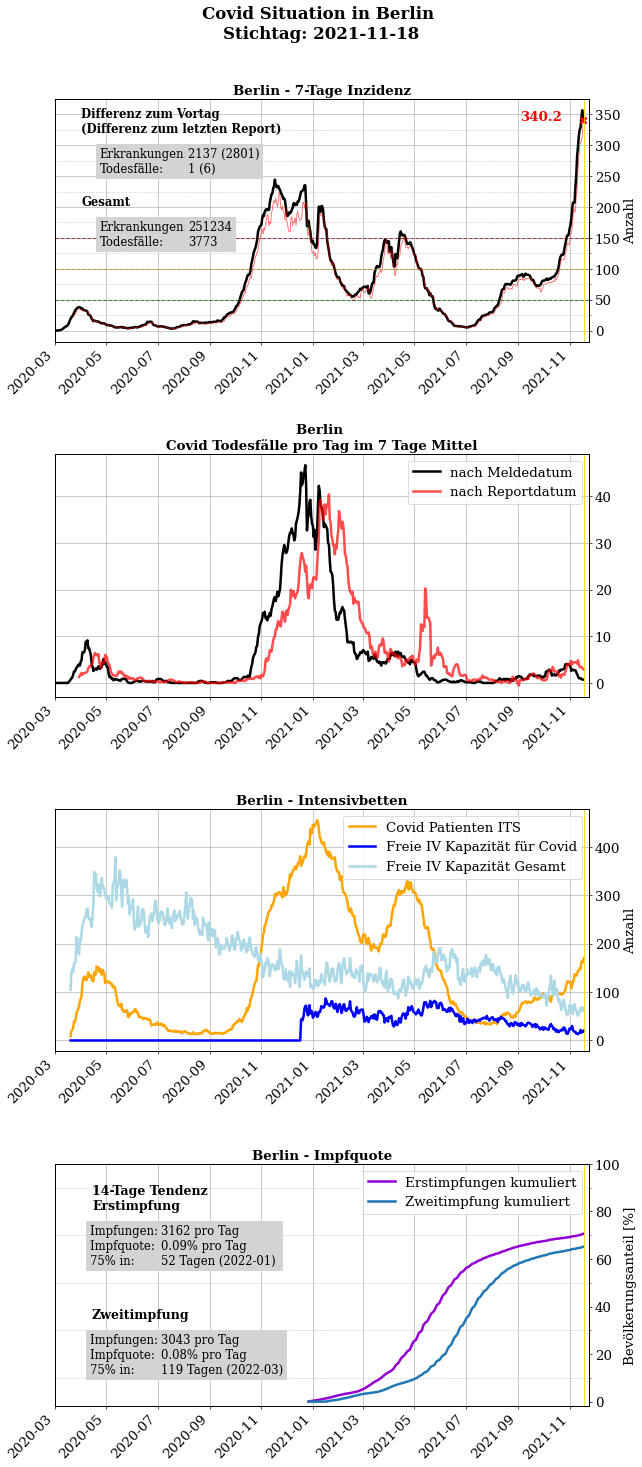 Covid Situation in Berlin
Stichtag: 2021-11-18
Berlin - 7-Tage Inzidenz
Differenz zum Vortag
(Differenz zum letzten Report)
Erkrankungen 2137 (2801)
Todesfälle: 1 (6)
Gesamt
Erkrankungen 251234
Todesfälle: 3773
340.2
350
300
250
200
150
100
50
0
Anzahl
2020-03
2020-05
2020-07
2020-09
2020-11
2021-01
2021-03
2021-05
2021-07
2021-09
2021-11
Berlin
Covid Todesfälle pro Tag im 7 Tage Mittel
nach Meldedatum
nach Reportdatum
40
30
20
10
0
2020-03
2020-05
2020-07
2020-09
2020-11
2021-01
2021-03
2021-05
2021-07
2021-09
2021-11
Berlin - Intensivbetten
Covid Patienten ITS
Freie IV Kapazität für Covid
Freie IV Kapazität Gesamt
400
300
200
100
0
Anzahl
2020-03
2020-05
2020-07
2020-09
2020-11
2021-01
2021-03
2021-05
2021-07
2021-09
2021-11
Berlin - Impfquote
14-Tage Tendenz
Erstimpfung
Impfungen: 3162 pro Tag
Impfquote: 0.09% pro Tag
75% in: 52 Tagen (2022-01)
Zweitimpfung
Impfungen: 3043 pro Tag
Impfquote: 0.08% pro Tag
75% in: 119 Tagen (2022-03)
Erstimpfungen kumuliert
Zweitimpfung kumuliert
100
80
60
40
20
0
Bevölkerungsanteil [%]
2020-03
2020-05
2020-07
2020-09
2020-11
2021-01
2021-03
2021-05
2021-07
2021-09
2021-11